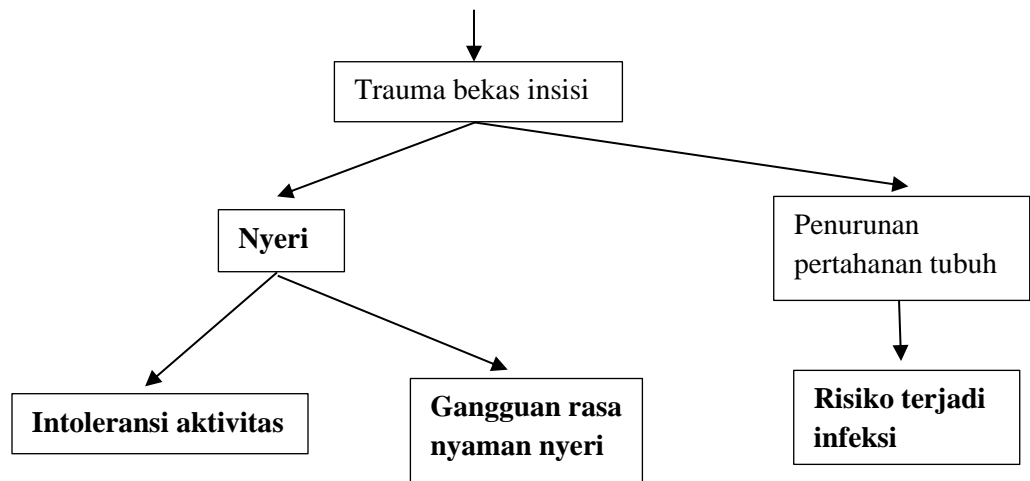 Trauma bekas insisi
Nyeri
Penurunan
pertahanan tubuh
Intoleransi aktivitas
Gangguan rasa
nyaman nyeri
Risiko terjadi
infeksi